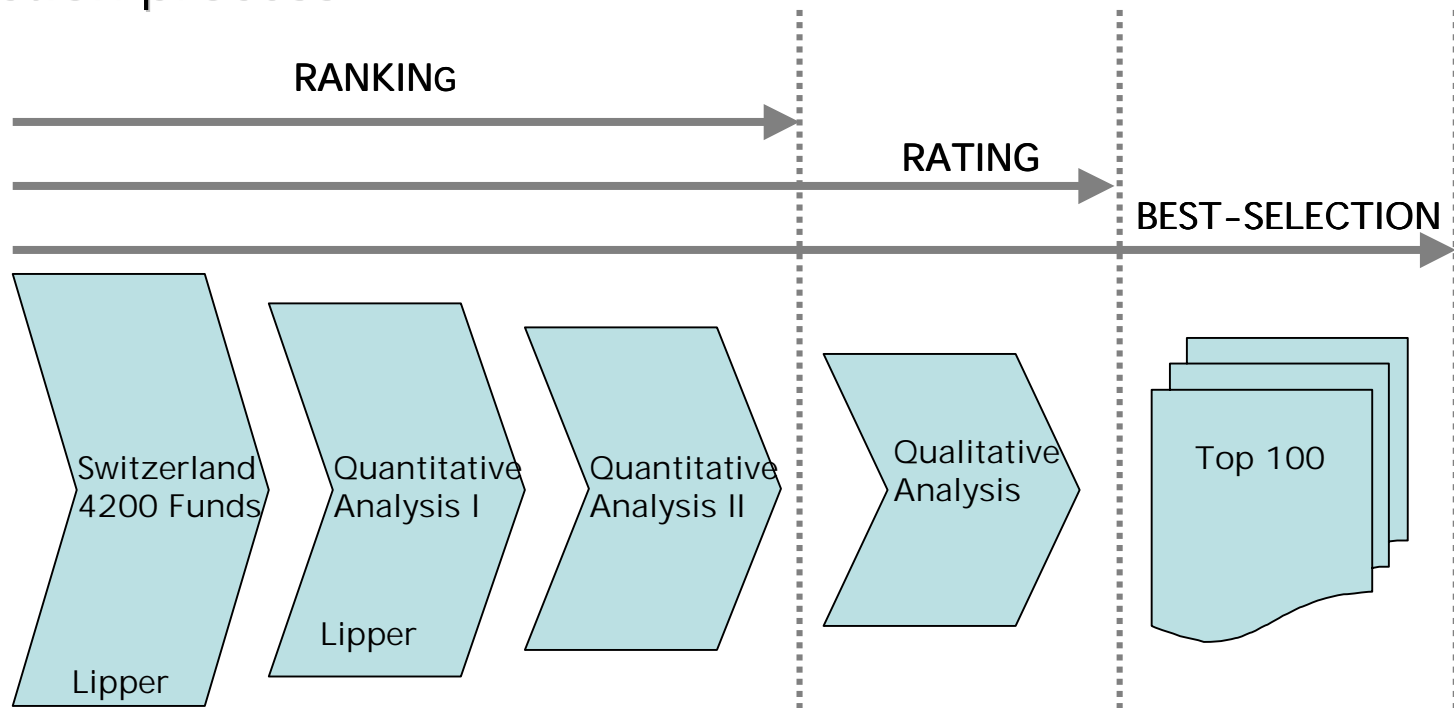 RANKING
RATING
BEST-SELECTION
Switzerland
4200 Funds
Lipper
Quantitative
Analysis I
Lipper
Quantitative
Analysis II
Qualitative
Analysis
Top 100